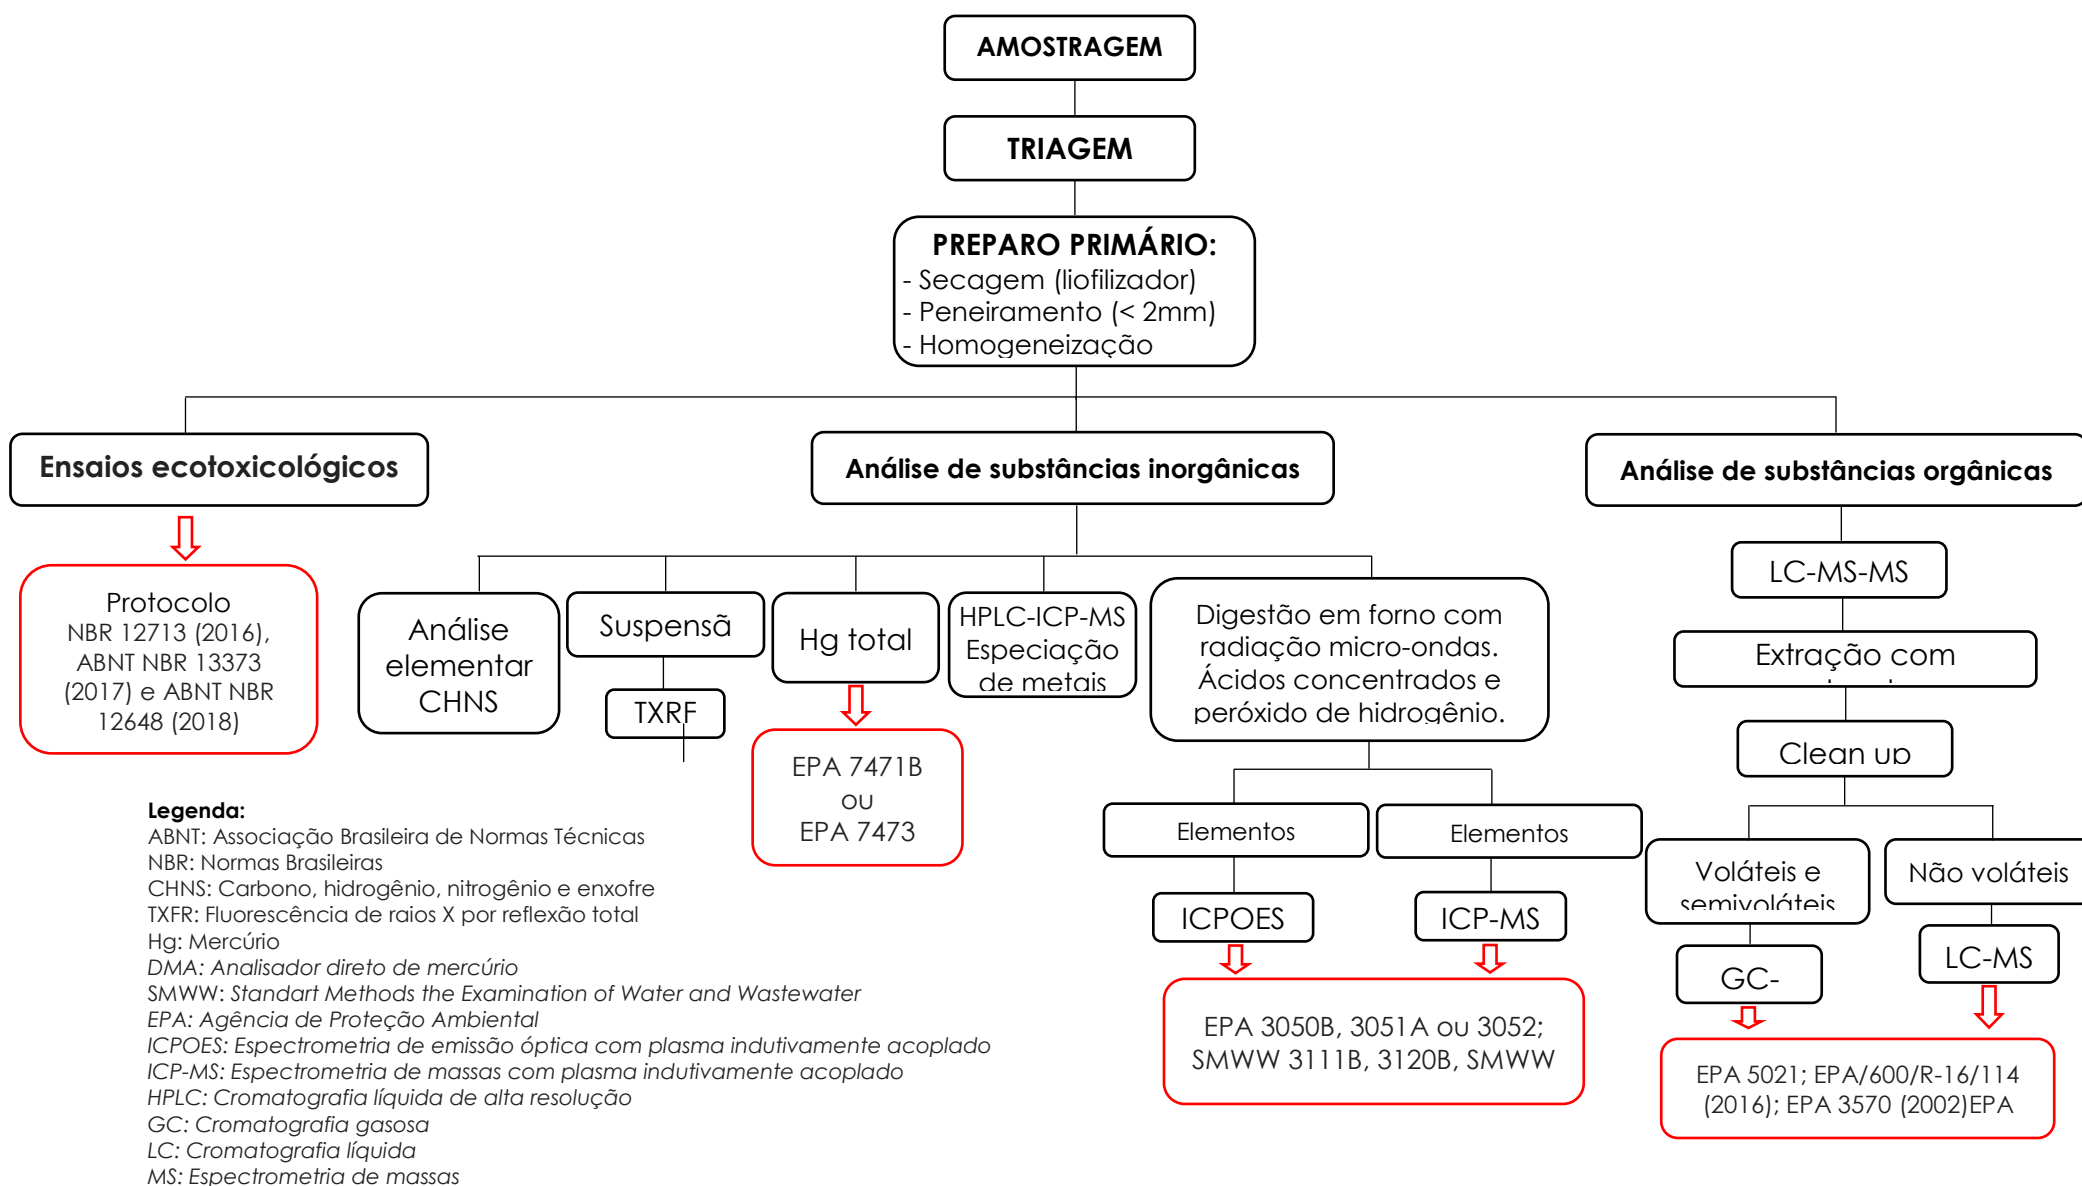 AMOSTRAGEM
TRIAGEM
PREPARO PRIMÁRIO:
- Secagem (liofilizador)
- Peneiramento (< 2mm)
- Homogeneização
Ensaios ecotoxicológicos
Análise de substâncias inorgânicas
Análise de substâncias orgânicas
Protocolo
NBR 12713 (2016),
ABNT NBR 13373
(2017) e ABNT NBR
12648 (2018)
Análise
elementar
CHNS
Suspensã
TXRF
Hg total
EPA 7471B
ou
EPA 7473
HPLC-ICP-MS
Especiação
de metais
Digestão em forno com
radiação micro-ondas.
Ácidos concentrados e
peróxido de hidrogênio.
Elementos
ICPOES
Elementos
ICP-MS
EPA 3050B, 3051A ou 3052;
SMWW 3111B, 3120B, SMWW
LC-MS-MS
Extração com
Clean up
Voláteis e
semivoláteis
GC-
Não voláteis
LC-MS
EPA 5021; EPA/600/R-16/114
(2016); EPA 3570 (2002)EPA
Legenda:
ABNT: Associação Brasileira de Normas Técnicas
NBR: Normas Brasileiras
CHNS: Carbono, hidrogênio, nitrogênio e enxofre
TXFR: Fluorescência de raios X por reflexão total
Hg: Mercúrio
DMA: Analisador direto de mercúrio
SMWW: Standart Methods the Examination of Water and Wastewater
EPA: Agência de Proteção Ambiental
ICPOES: Espectrometria de emissão óptica com plasma indutivamente acoplado
ICP-MS: Espectrometria de massas com plasma indutivamente acoplado
HPLC: Cromatografia líquida de alta resolução
GC: Cromatografia gasosa
LC: Cromatografia líquida
MS: Espectrometria de massas